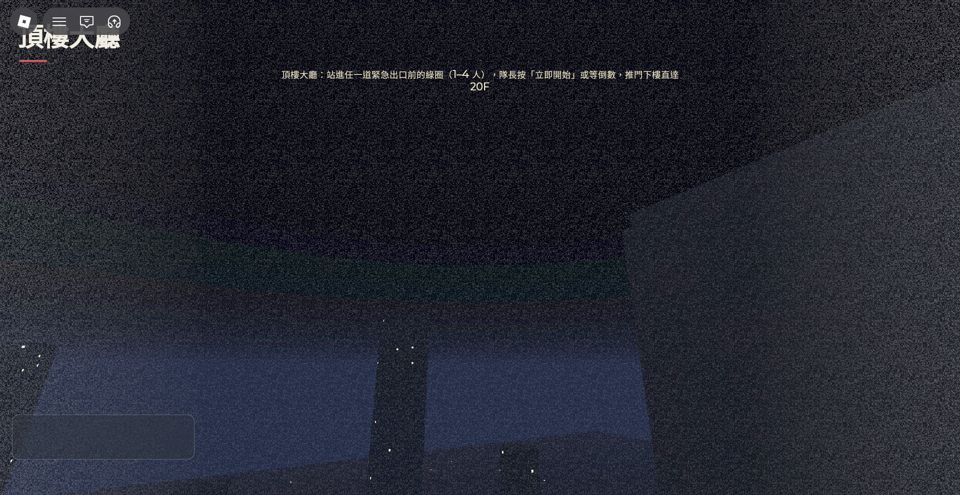 頂樓大廳
頂樓大廳：站進任一道緊急出口前的綠圈（1–4 人），隊長按「立即開始」或等倒數，推門下樓直達
20F